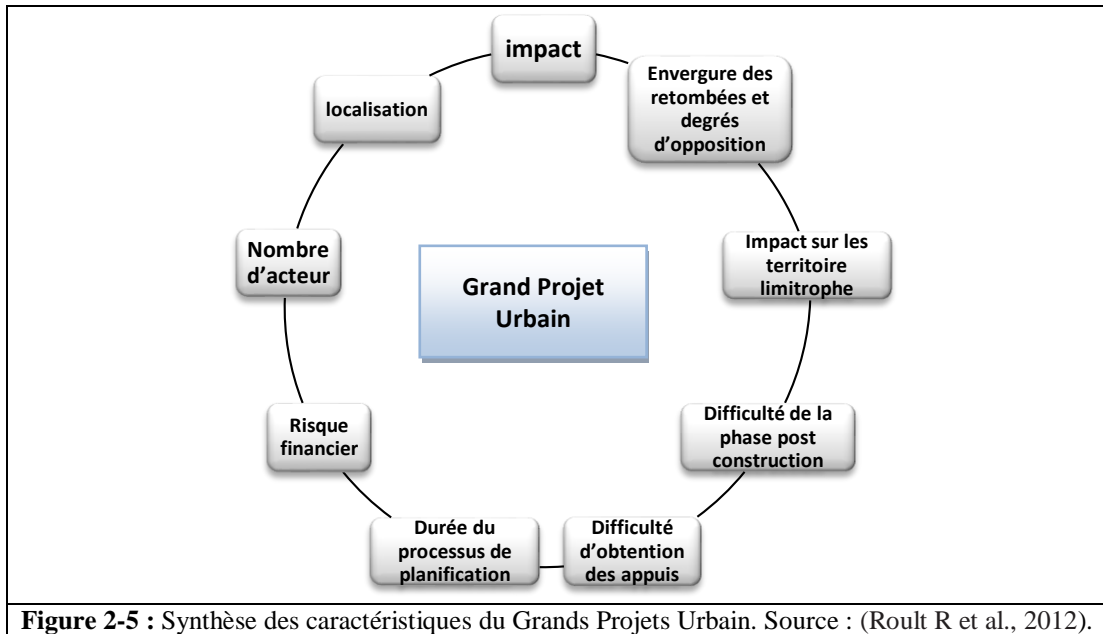 impact
Envergure des
retombées et
degrés
d’opposition
Impact sur les
territoire
limitrophe
Difficulté de la
phase post
construction
Difficulté
d’obtention
des appuis
Durée du
processus de
planification
Risque
financier
Nombre
d’acteur
localisation
Grand Projet
Urbain
Figure 2-5 : Synthèse des caractéristiques du Grands Projets Urbain. Source : (Roult R et al., 2012).